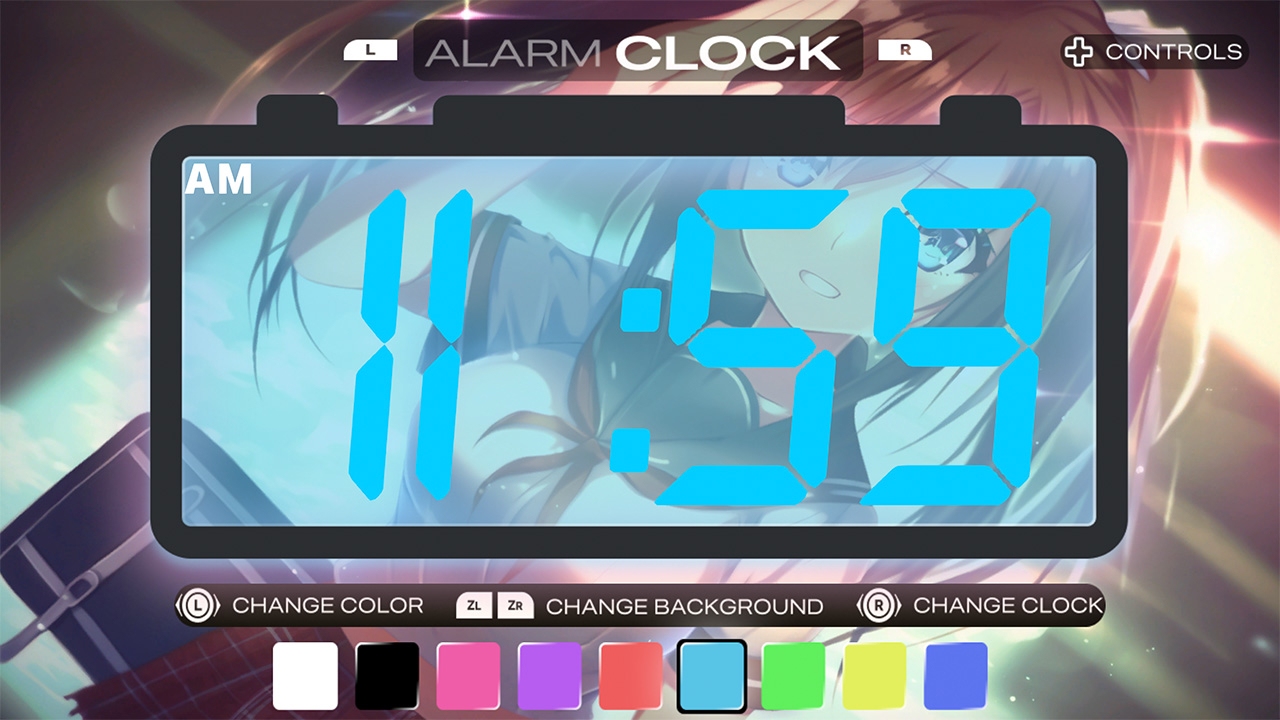 L ALARM CLOCK R
CONTROLS
AM
11:59
L CHANGE COLOR ZL ZR CHANGE BACKGROUND R CHANGE CLOCK